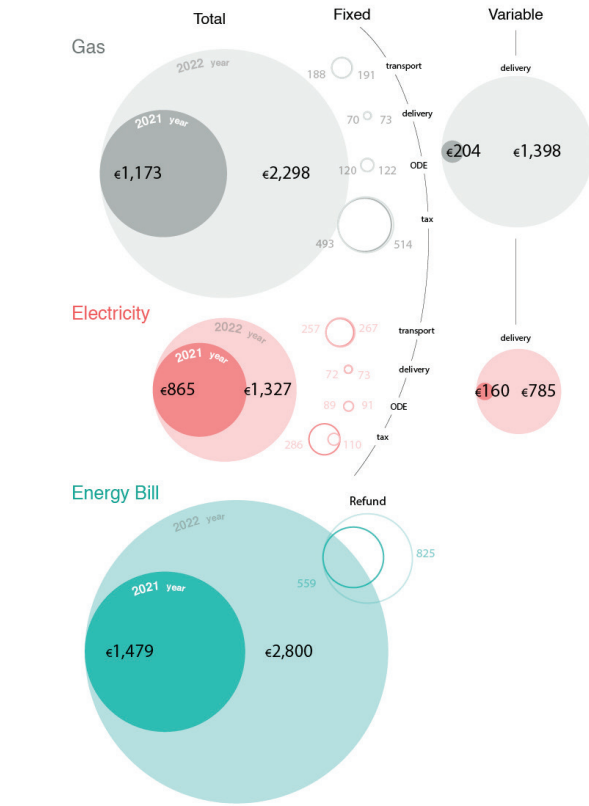 Total Fixed Variable
Gas
2022 year
188 191 transport
delivery
2021 year
70 73 delivery
€1,173 €2,298
120 122 ODE
€204 €1,398
tax
493 514
Electricity
2022 year
257 267 transport
delivery
2021 year
72 73 delivery
€865 €1,327
€160 €785
89 91 ODE
286 110 tax
Energy Bill
Refund
2022 year
825
559
2021 year
€1,479 €2,800